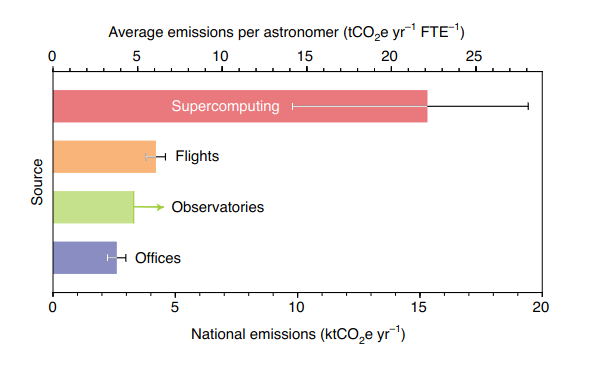 Average emissions per astronomer (tCO₂e yr⁻¹ FTE⁻¹)
0 5 10 15 20 25
Supercomputing
Flights
Source
Observatories
Offices
0 5 10 15 20
National emissions (ktCO₂e yr⁻¹)